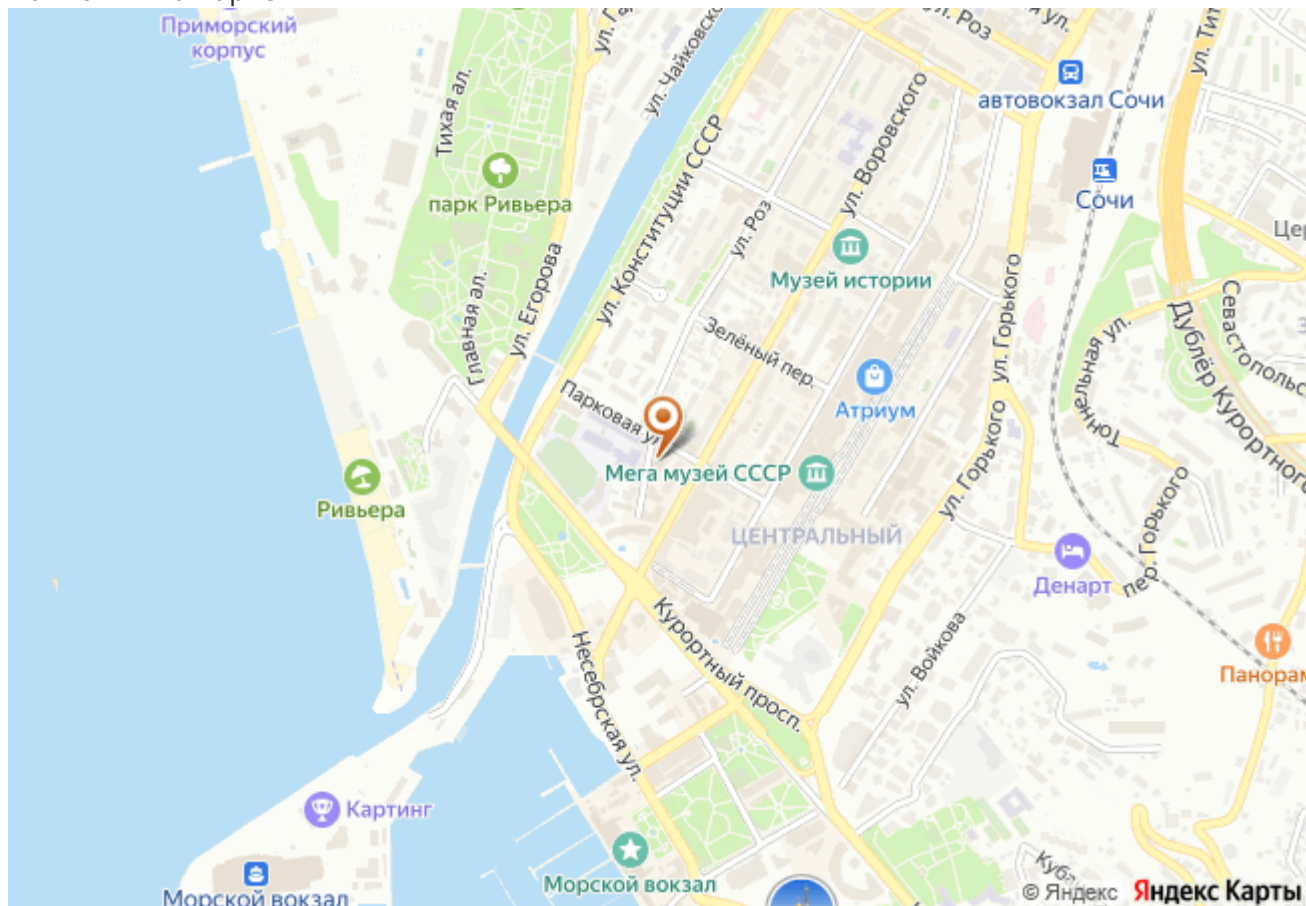 Приморский
корпус
ул. Роз
ул. Тит
автовокзал Сочи
ул. Чайковского
Тихая ал.
ул. Воровского
парк Ривьера
Сочи
ул. Конституции СССР
ул. Роз
Цер
Музей истории
ул. Егорова
Главная ал.
ул. Горького
Севастопольс
Дублёр Курортного
Зелёный пер.
Тоннельная ул.
Атриум
Парковая ул.
ул. Горького
Мега музей СССР
Ривьера
ЦЕНТРАЛЬНЫЙ
пер. Горького
Денарт
Курортный просп.
ул. Войкова
Несебрская ул.
Панорам
Картинг
Морской вокзал
Морской вокзал
© Яндекс Яндекс Карты